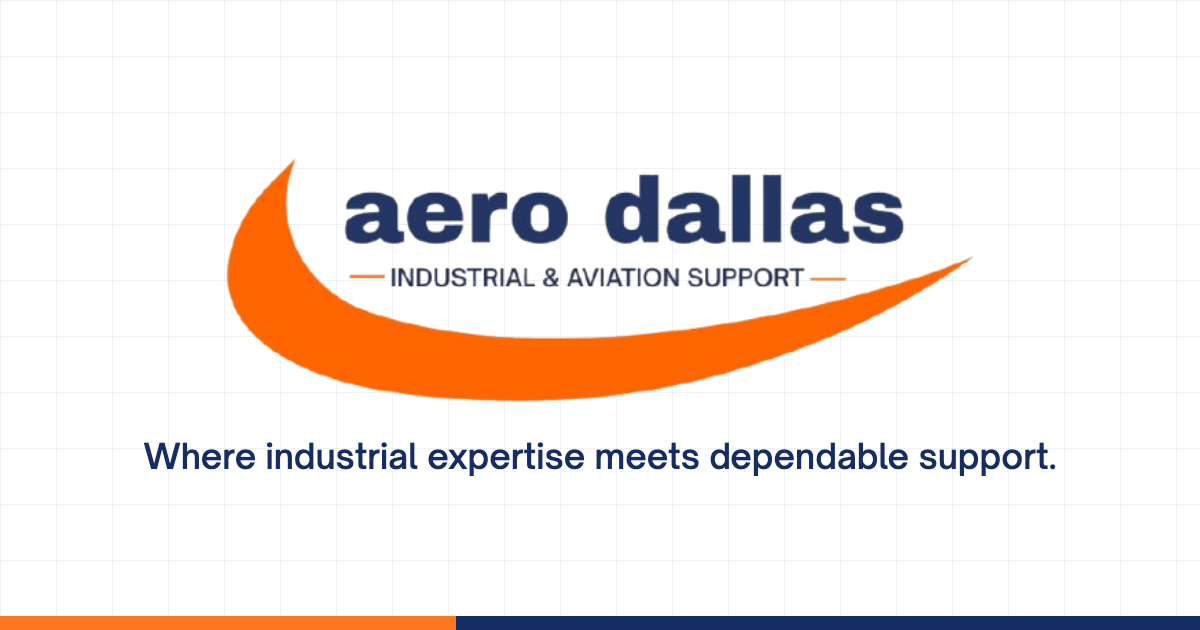 aero dallas
INDUSTRIAL & AVIATION SUPPORT
Where industrial expertise meets dependable support.